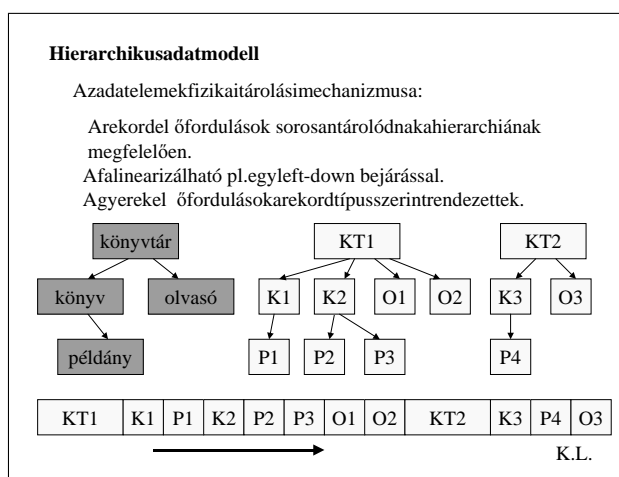 Hierarchikusadatmodell
Azadatelemekfizikaitárolásimechanizmusa:
Arekordel őfordulások sorosantárolódnakahierarchiának
megfelelően.
Afalinearizálható pl.egyleft-down bejárással.
Agyerekel őfordulásokarekordtípusszerintrendezettek.
könyvtár KT1 KT2
könyv olvasó K1 K2 O1 O2 K3 O3
példány P1 P2 P3 P4
KT1 K1 P1 K2 P2 P3 O1 O2 KT2 K3 P4 O3
K.L.